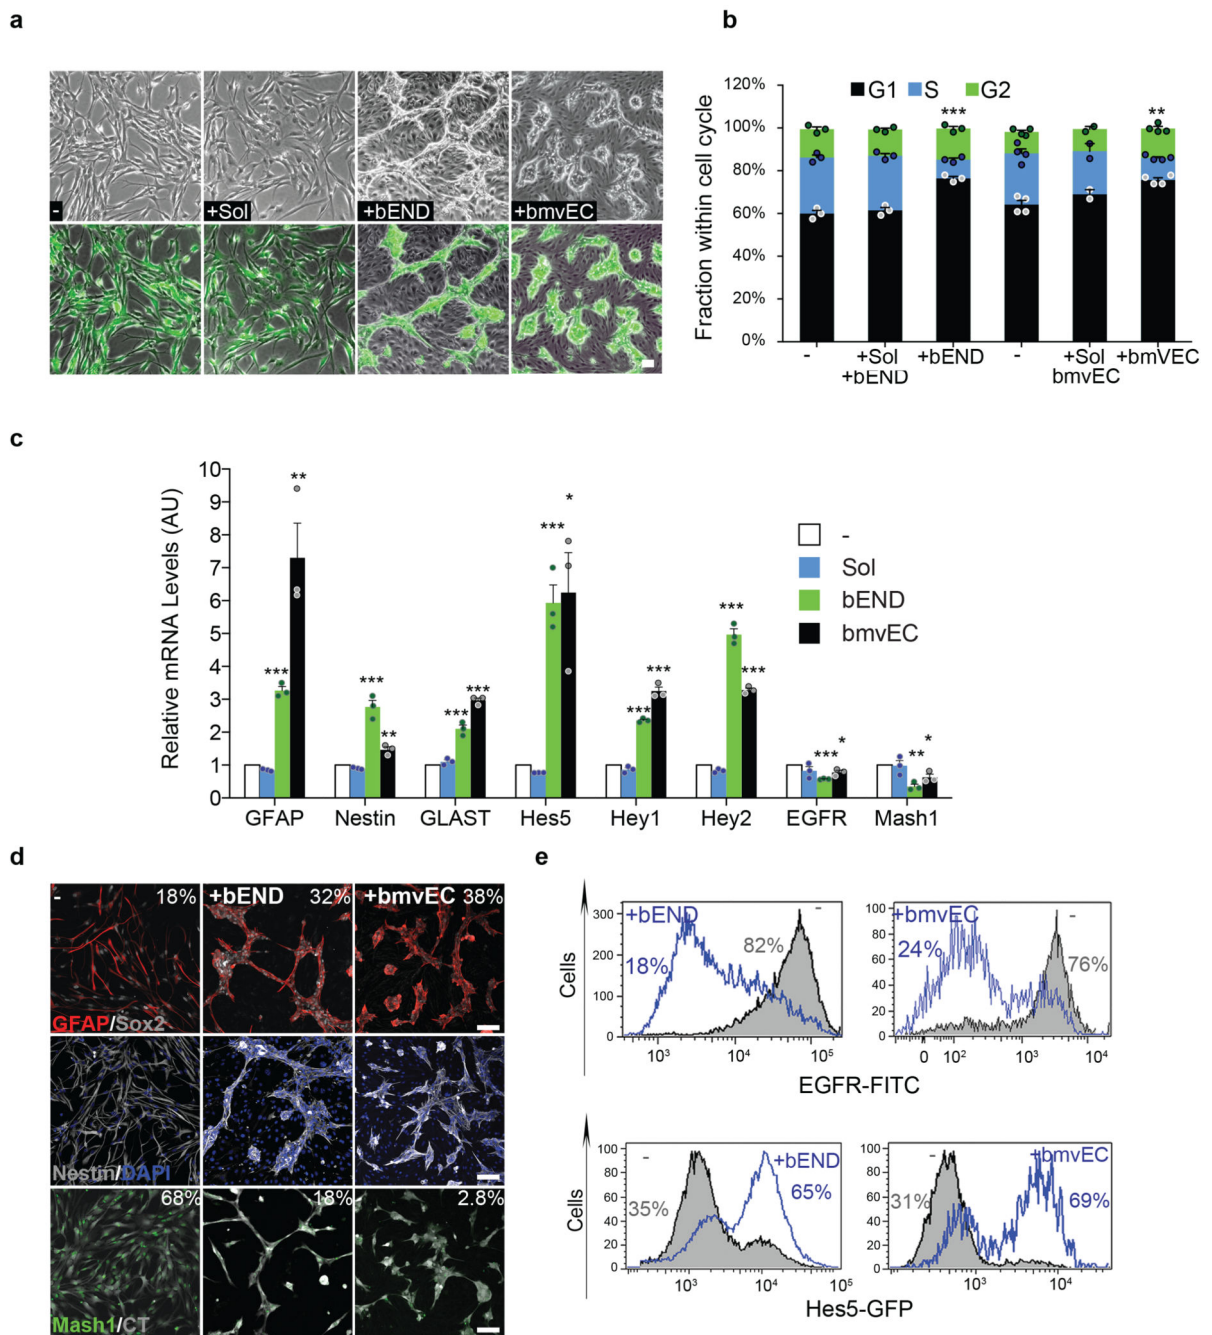 a
b
-
+Sol
+bEND
+bmvEC
120%
100%
80%
60%
40%
20%
0%
Fraction within cell cycle
G1 S G2
***
**
- +Sol +bEND - +Sol +bmVEC
+bEND bmvEC
c
10
9
8
7
6
5
4
3
2
1
0
Relative mRNA Levels (AU)
** *** *** ** *** *** *** * *** *** *** *** *** * ** *
-
Sol
bEND
bmvEC
GFAP Nestin GLAST Hes5 Hey1 Hey2 EGFR Mash1
d
- 18% +bEND 32% +bmvEC 38%
GFAP/Sox2
Nestin/DAPI
68% 18% 2.8%
Mash1/CT
e
Cells
300
200
100
0
+bEND
18%
82%
-
10³ 10⁴ 10⁵
100
80
60
40
20
0
+bmvEC
24%
-
76%
0 10² 10³ 10⁴
EGFR-FITC
Cells
100
80
60
40
20
0
-
35%
+bEND
65%
10³ 10⁴ 10⁵
100
80
60
40
20
0
-
31%
+bmvEC
69%
10³ 10⁴
Hes5-GFP